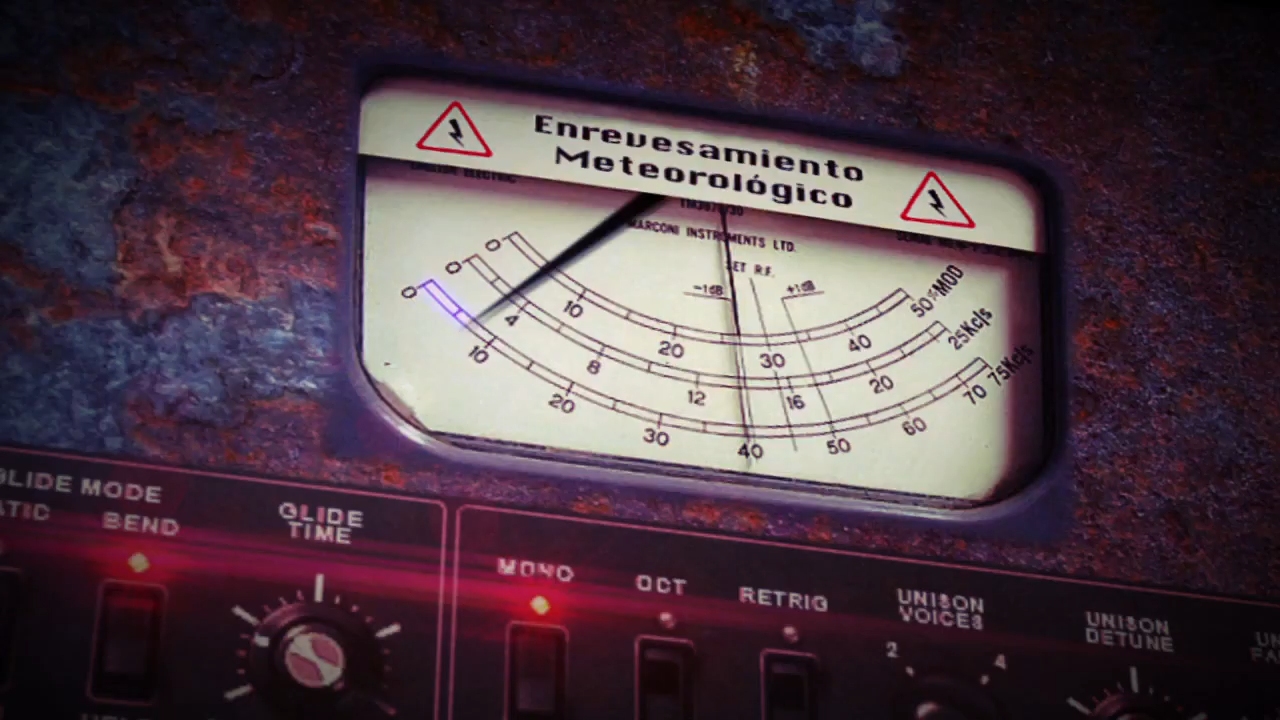 Enrevesamiento
Meteorológico
MARCONI INSTRUMENTS LTD.
SET R.F.
-1dB
+1dB
0 10 20 30 40 50 % MOD
0 4 8 12 16 20 25Kc/s
0 10 20 30 40 50 60 70 75Kc/s
GLIDE MODE
BEND
GLIDE
TIME
MONO
OCT
RETRIG
UNISON
VOICES
2 4
UNISON
DETUNE